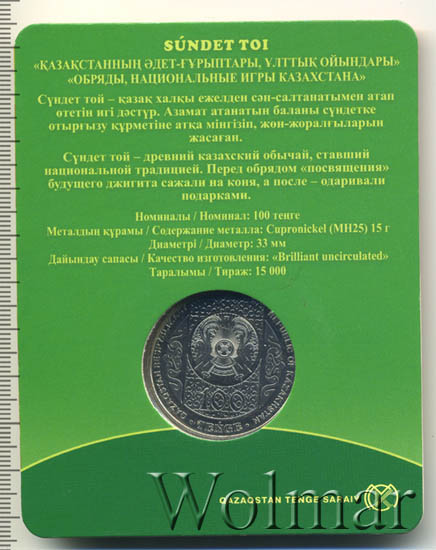 SÚNDET TOI
«ҚАЗАҚСТАННЫҢ ӘДЕТ-ҒҰРЫПТАРЫ, ҰЛТТЫҚ ОЙЫНДАРЫ»
«ОБРЯДЫ, НАЦИОНАЛЬНЫЕ ИГРЫ КАЗАХСТАНА»
Сүндет той – қазақ халқы ежелден сән-салтанатымен атап
өтетін игі дәстүр. Азамат атанатын баланы сүндетке
отырғызу құрметіне атқа мінгізіп, жөн-жоралғыларын
жасаған.
Сүндет той – древний казахский обычай, ставший
национальной традицией. Перед обрядом «посвящения»
будущего джигита сажали на коня, а после – одаривали
подарками.
Номиналы / Номинал: 100 теңге
Металдың құрамы / Содержание металла: Cupronickel (МН25) 15 г
Диаметрі / Диаметр: 33 мм
Дайындау сапасы / Качество изготовления: «Brilliant uncirculated»
Таралымы / Тираж: 15 000
100
TENGE
QAZAQSTAN TENGE SARAIY
Wolmar